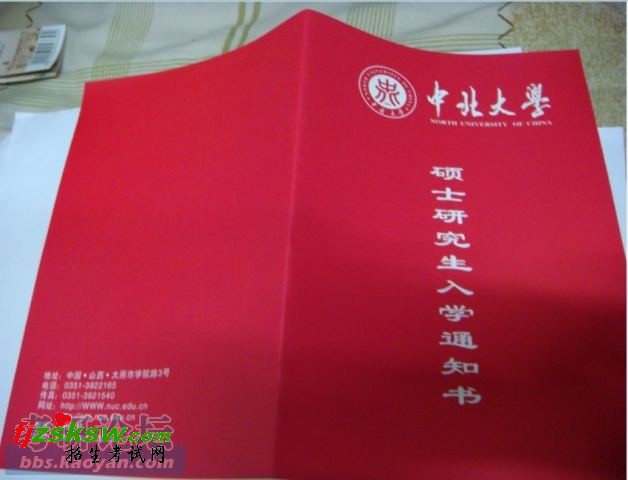 中北大學
NORTH UNIVERSITY OF CHINA
硕士研究生入学通知书
地址：中国·山西·太原市学院路3号
电话：0351-3922165
传真：0351-3921540
网址：http://WWW.nuc.edu.cn
zsksw.com
招生考试网
bbs.kaoyan.com